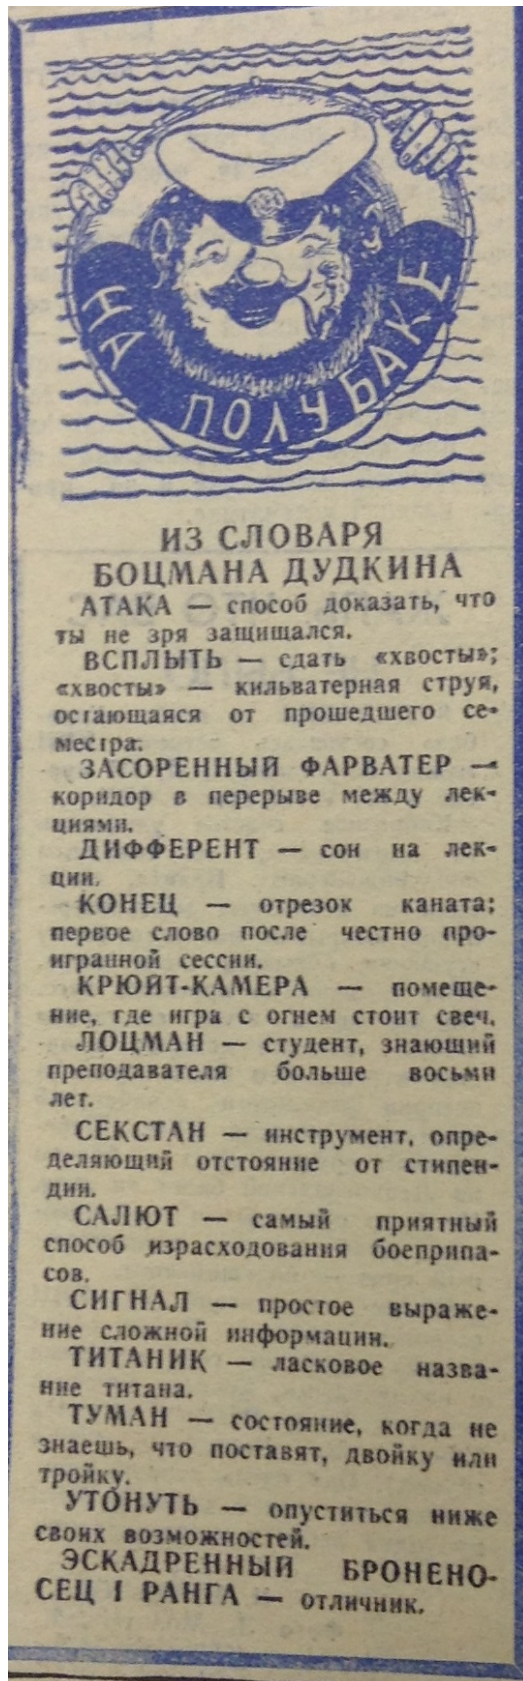 НА ПОЛУБАКЕ
ИЗ СЛОВАРЯ
БОЦМАНА ДУДКИНА
АТАКА — способ доказать, что
ты не зря защищался.
ВСПЛЫТЬ — сдать «хвосты»;
«хвосты» — кильватерная струя,
остающаяся от прошедшего се-
местра.
ЗАСОРЕННЫЙ ФАРВАТЕР —
коридор в перерыве между лек-
циями.
ДИФФЕРЕНТ — сон на лек-
ции.
КОНЕЦ — отрезок каната;
первое слово после честно про-
игранной сессии.
КРЮЙТ-КАМЕРА — помеще-
ние, где игра с огнем стоит свеч.
ЛОЦМАН — студент, знающий
преподавателя больше восьми
лет.
СЕКСТАН — инструмент, опре-
деляющий отстояние от стипен-
дии.
САЛЮТ — самый приятный
способ израсходования боеприпа-
сов.
СИГНАЛ — простое выраже-
ние сложной информации.
ТИТАНИК — ласковое назва-
ние титана.
ТУМАН — состояние, когда не
знаешь, что поставят, двойку или
тройку.
УТОНУТЬ — опуститься ниже
своих возможностей.
ЭСКАДРЕННЫЙ БРОНЕНО-
СЕЦ I РАНГА — отличник.